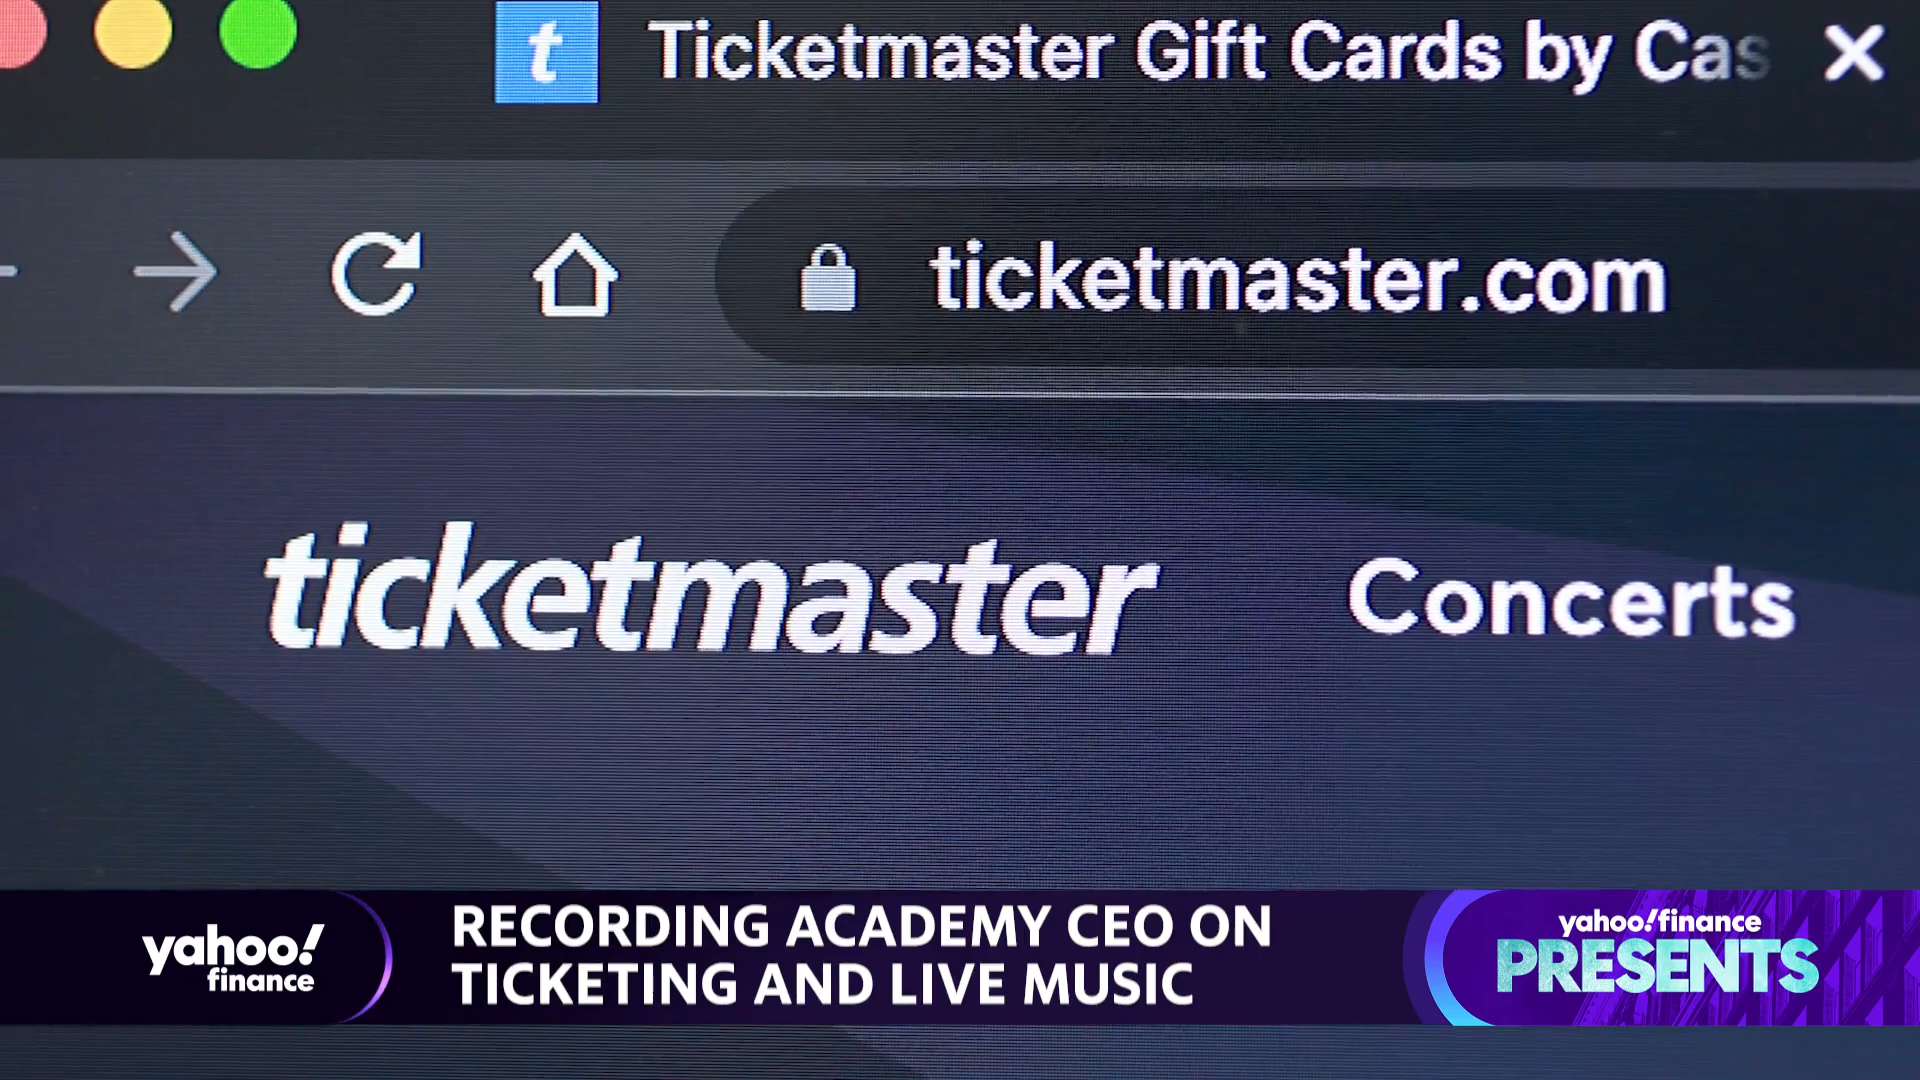 t Ticketmaster Gift Cards by Cas
ticketmaster.com
ticketmaster Concerts
yahoo!
finance
RECORDING ACADEMY CEO ON
TICKETING AND LIVE MUSIC
yahoo!finance
PRESENTS